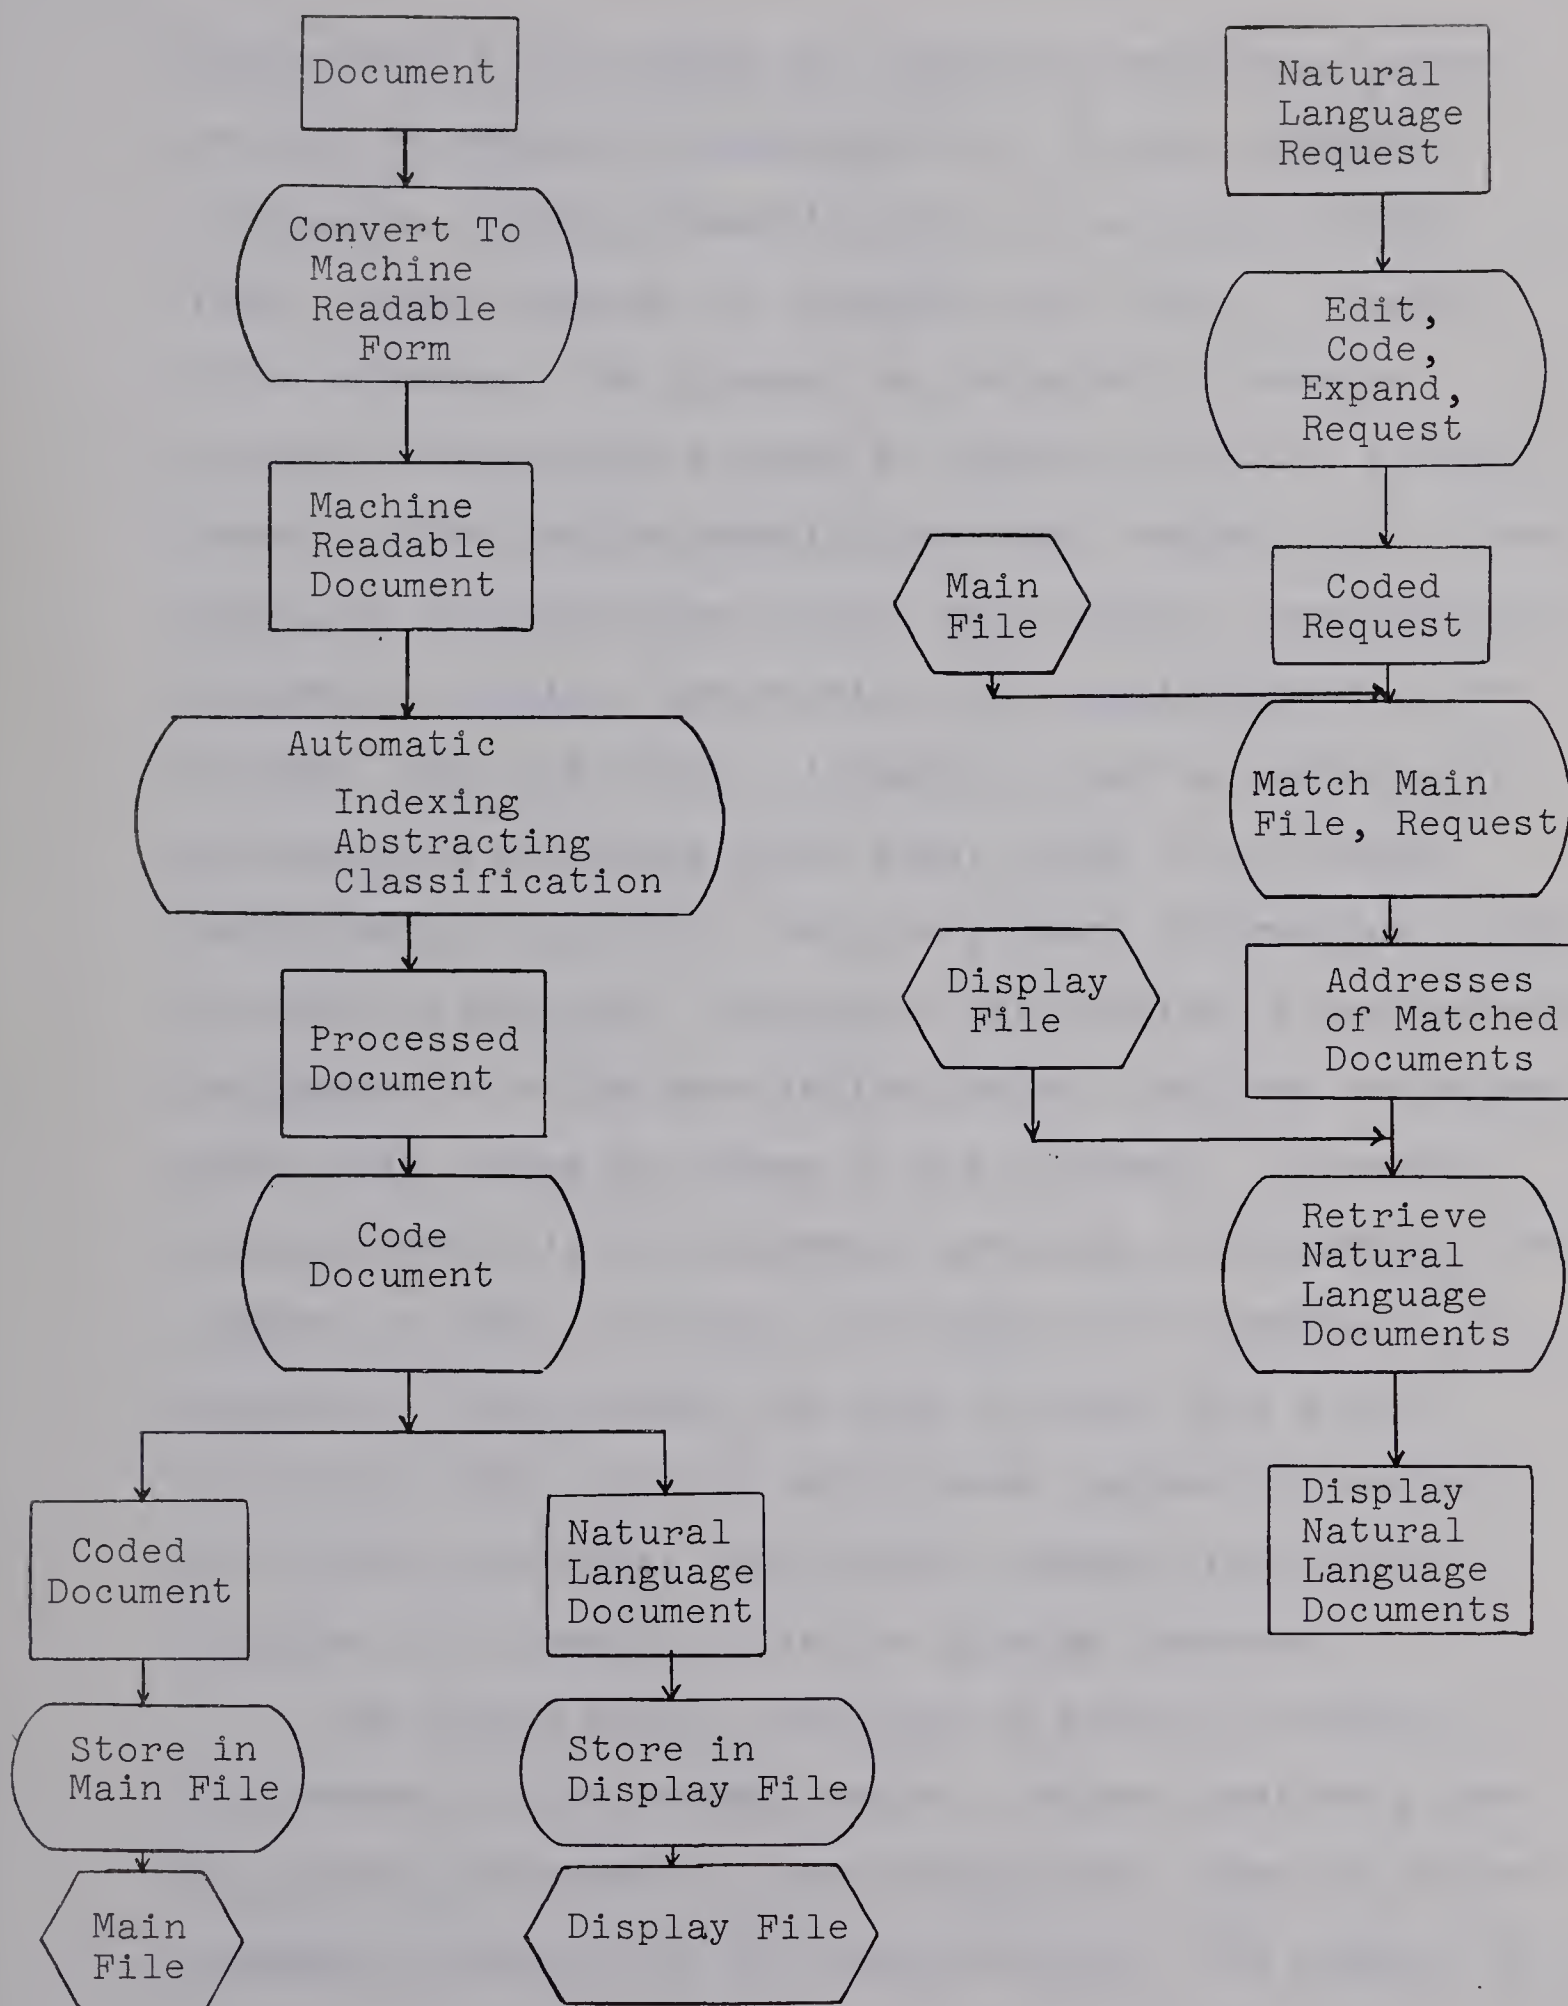 Document
Convert To
Machine
Readable
Form
Machine
Readable
Document
Automatic
Indexing
Abstracting
Classification
Processed
Document
Code
Document
Coded
Document
Store in
Main File
Main
File
Natural
Language
Document
Store in
Display File
Display File
Natural
Language
Request
Edit,
Code,
Expand,
Request
Main
File
Coded
Request
Match Main
File, Request
Display
File
Addresses
of Matched
Documents
Retrieve
Natural
Language
Documents
Display
Natural
Language
Documents